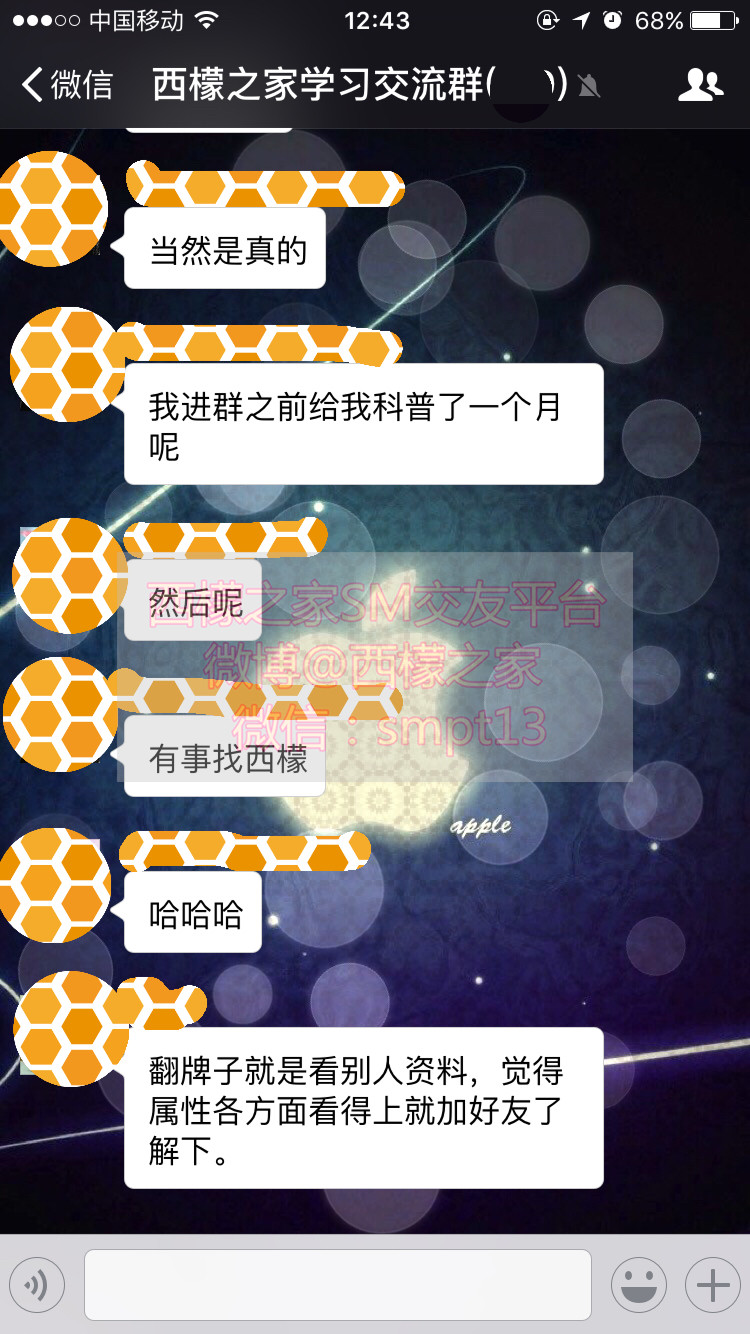 中国移动 12:43 68%
微信 西檬之家学习交流群( )
当然是真的
我进群之前给我科普了一个月
呢
然后呢
西檬之家SM交友平台
微博@西檬之家
微信：smpt13
有事找西檬
apple
哈哈哈
翻牌子就是看别人资料，觉得
属性各方面看得上就加好友了
解下。